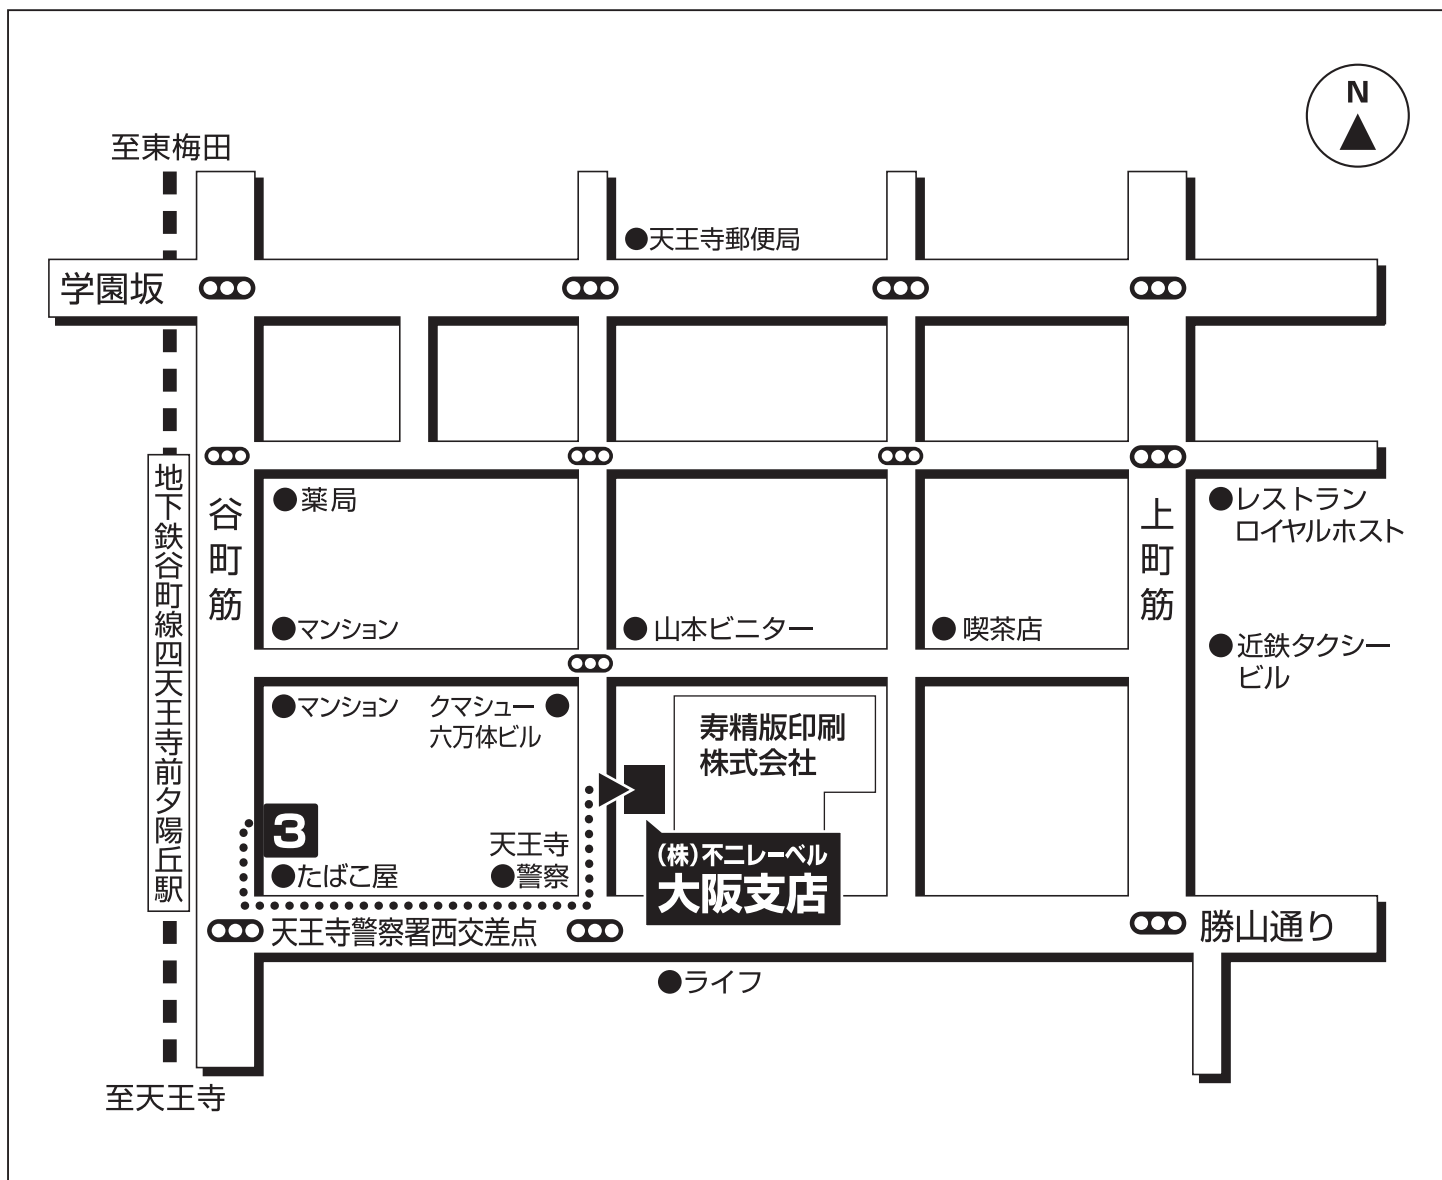 N
至東梅田
天王寺郵便局
学園坂
地下鉄谷町線四天王寺前夕陽丘駅
谷町筋
薬局
マンション
山本ビニター
喫茶店
上町筋
レストラン
ロイヤルホスト
近鉄タクシー
ビル
マンション
クマシュー
六万体ビル
寿精版印刷
株式会社
3
たばこ屋
天王寺
警察
(株)不二レーベル
大阪支店
天王寺警察署西交差点
勝山通り
ライフ
至天王寺